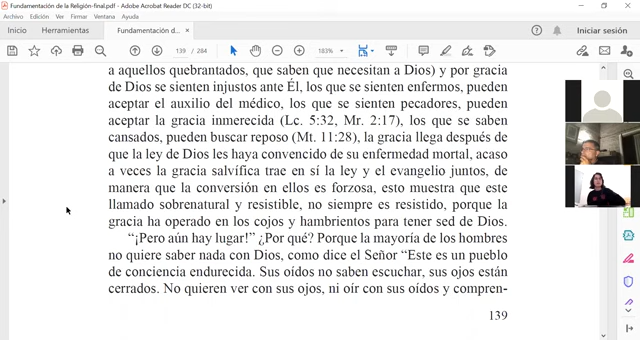 Fundamentación de la Religión-final.pdf - Adobe Acrobat Reader DC (32-bit)
Archivo Edición Ver Firmar Ventana Ayuda
Inicio Herramientas Fundamentación d... × Iniciar sesión
139 / 284 183%
a aquellos quebrantados, que saben que necesitan a Dios) y por gracia
de Dios se sienten injustos ante Él, los que se sienten enfermos, pueden
aceptar el auxilio del médico, los que se sienten pecadores, pueden
aceptar la gracia inmerecida (Lc. 5:32, Mr. 2:17), los que se saben
cansados, pueden buscar reposo (Mt. 11:28), la gracia llega después de
que la ley de Dios les haya convencido de su enfermedad mortal, acaso
a veces la gracia salvífica trae en sí la ley y el evangelio juntos, de
manera que la conversión en ellos es forzosa, esto muestra que este
llamado sobrenatural y resistible, no siempre es resistido, porque la
gracia ha operado en los cojos y hambrientos para tener sed de Dios.
“¡Pero aún hay lugar!” ¿Por qué? Porque la mayoría de los hombres
no quiere saber nada con Dios, como dice el Señor “Este es un pueblo
de conciencia endurecida. Sus oídos no saben escuchar, sus ojos están
cerrados. No quieren ver con sus ojos, ni oír con sus oídos y compren-
139